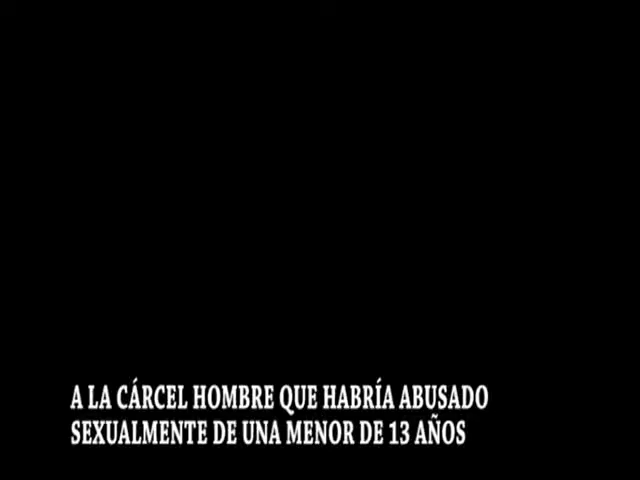 A LA CÁRCEL HOMBRE QUE HABRÍA ABUSADO
SEXUALMENTE DE UNA MENOR DE 13 AÑOS